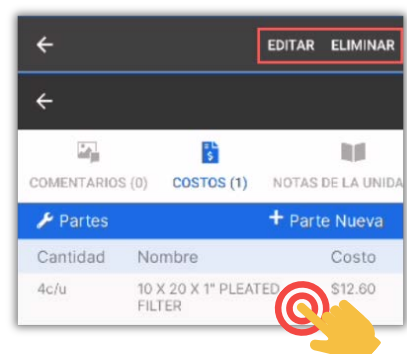 EDITAR ELIMINAR
COMENTARIOS (0) COSTOS (1) NOTAS DE LA UNIDA
Partes + Parte Nueva
Cantidad Nombre Costo
4c/u 10 X 20 X 1" PLEATED $12.60
FILTER